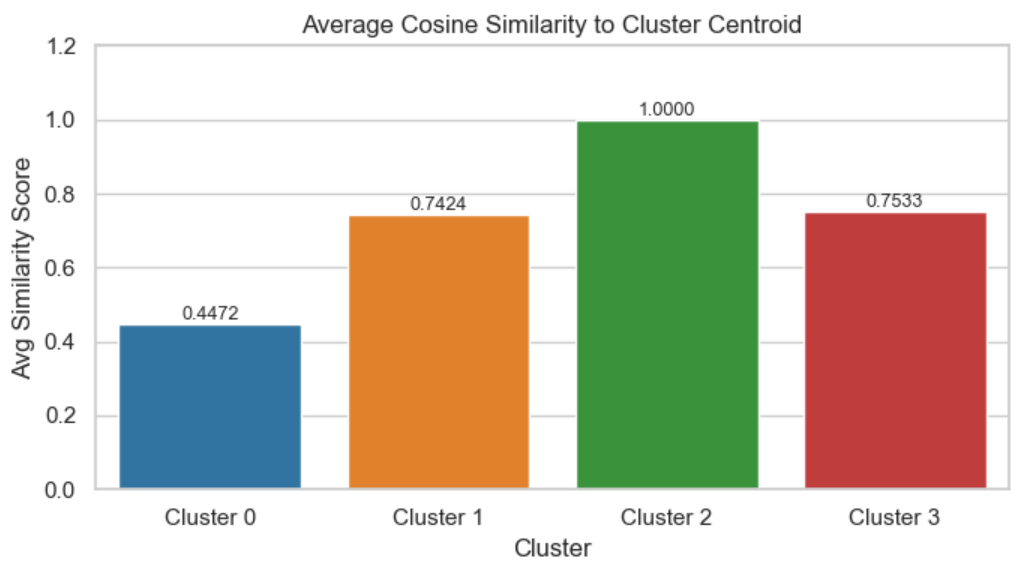 Average Cosine Similarity to Cluster Centroid
1.2
1.0
0.8
0.6
0.4
0.2
0.0
Avg Similarity Score
0.4472
0.7424
1.0000
0.7533
Cluster 0
Cluster 1
Cluster 2
Cluster 3
Cluster